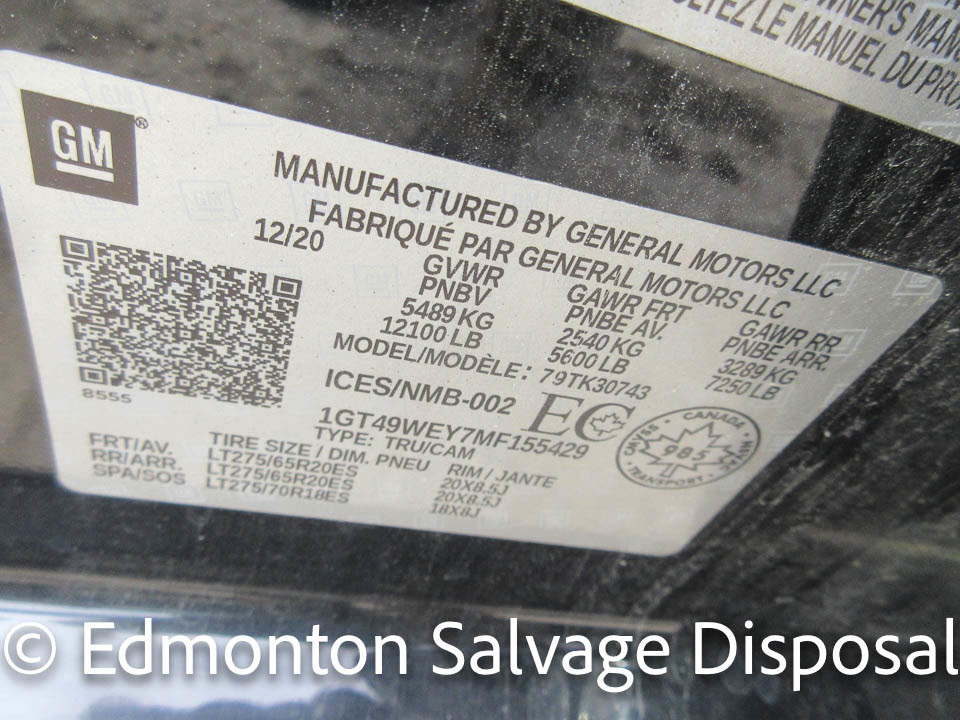 OWNER'S MANU
ULTEZ LE MANUEL DU PRO
GM®
MANUFACTURED BY GENERAL MOTORS LLC
FABRIQUÉ PAR GENERAL MOTORS LLC
12/20
GVWR GAWR FRT GAWR RR
PNBV PNBE AV. PNBE ARR.
5489 KG 2540 KG 3289 KG
12100 LB 5600 LB 7250 LB
MODEL/MODÈLE: 79TK30743
8555
ICES/NMB-002 EC
1GT49WEY7MF155429
TYPE: TRU/CAM
CANADA
985
TRANSPORT
TIRE SIZE / DIM. PNEU RIM / JANTE
FRT/AV. LT275/65R20ES 20X8.5J
RR/ARR. LT275/65R20ES 20X8.5J
SPA/SOS LT275/70R18ES 18X8J
© Edmonton Salvage Disposal